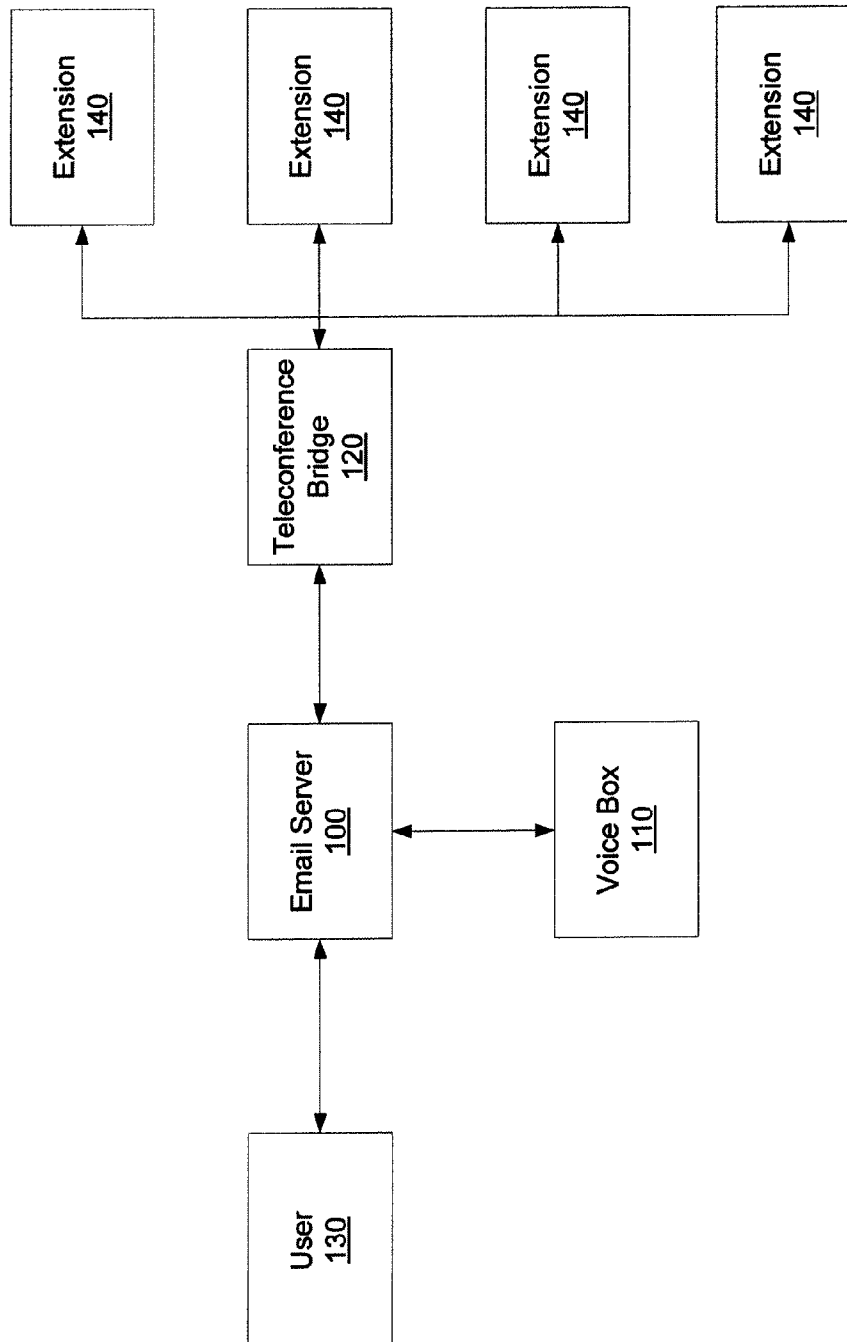 User
130
Email Server
100
Voice Box
110
Teleconference
Bridge
120
Extension
140
Extension
140
Extension
140
Extension
140